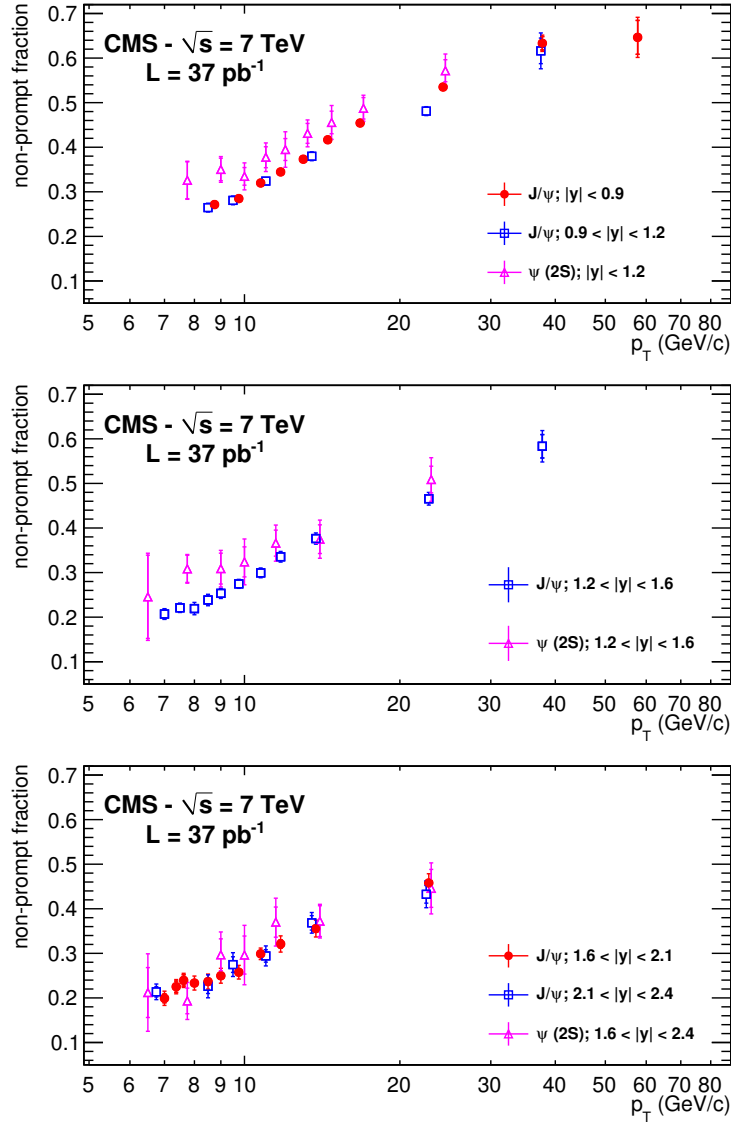 CMS - √s = 7 TeV
L = 37 pb⁻¹
non-prompt fraction
0.7
0.6
0.5
0.4
0.3
0.2
0.1
J/ψ; |y| < 0.9
J/ψ; 0.9 < |y| < 1.2
ψ (2S); |y| < 1.2
5 6 7 8 9 10 20 30 40 50 60 70 80
p_T (GeV/c)
CMS - √s = 7 TeV
L = 37 pb⁻¹
non-prompt fraction
0.7
0.6
0.5
0.4
0.3
0.2
0.1
J/ψ; 1.2 < |y| < 1.6
ψ (2S); 1.2 < |y| < 1.6
5 6 7 8 9 10 20 30 40 50 60 70 80
p_T (GeV/c)
CMS - √s = 7 TeV
L = 37 pb⁻¹
non-prompt fraction
0.7
0.6
0.5
0.4
0.3
0.2
0.1
J/ψ; 1.6 < |y| < 2.1
J/ψ; 2.1 < |y| < 2.4
ψ (2S); 1.6 < |y| < 2.4
5 6 7 8 9 10 20 30 40 50 60 70 80
p_T (GeV/c)